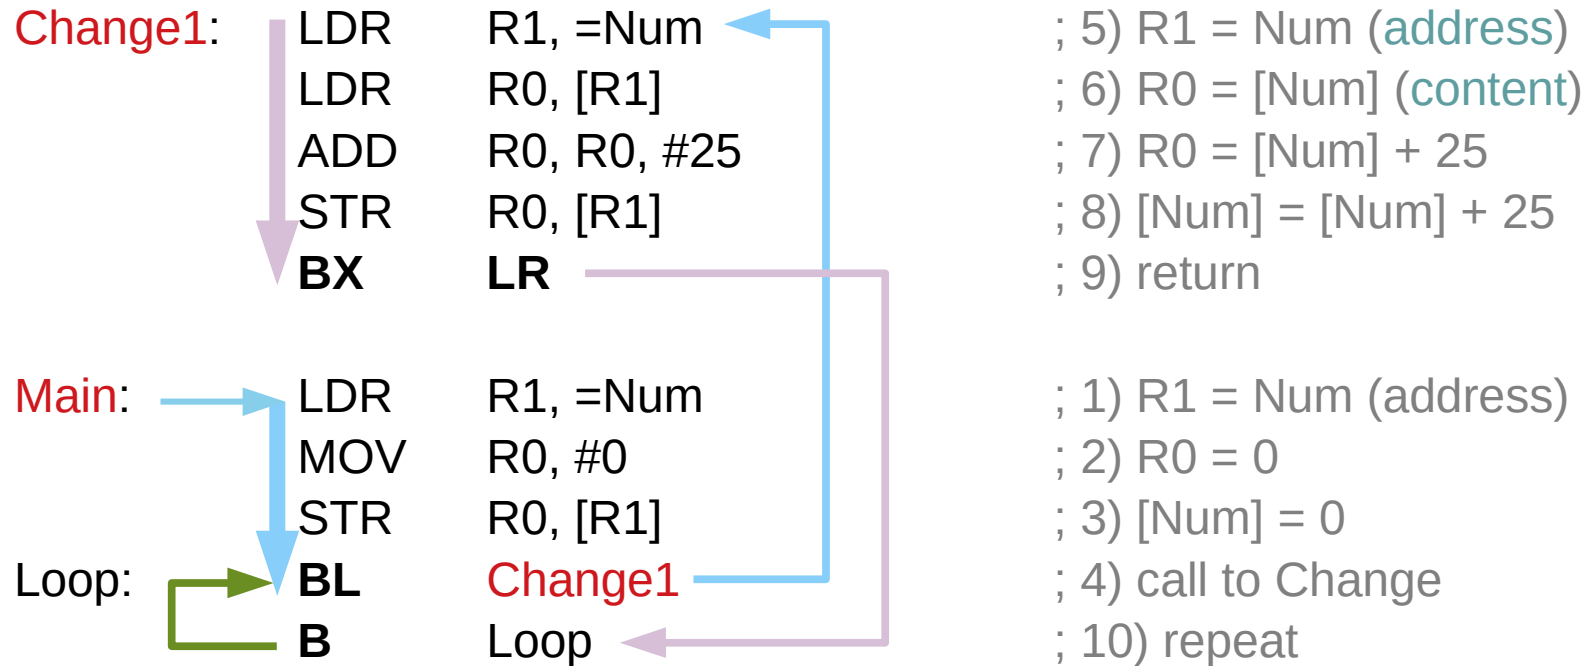 Change1: LDR R1, =Num ; 5) R1 = Num (address)
LDR R0, [R1] ; 6) R0 = [Num] (content)
ADD R0, R0, #25 ; 7) R0 = [Num] + 25
STR R0, [R1] ; 8) [Num] = [Num] + 25
BX LR ; 9) return
Main: LDR R1, =Num ; 1) R1 = Num (address)
MOV R0, #0 ; 2) R0 = 0
STR R0, [R1] ; 3) [Num] = 0
Loop: BL Change1 ; 4) call to Change
B Loop ; 10) repeat